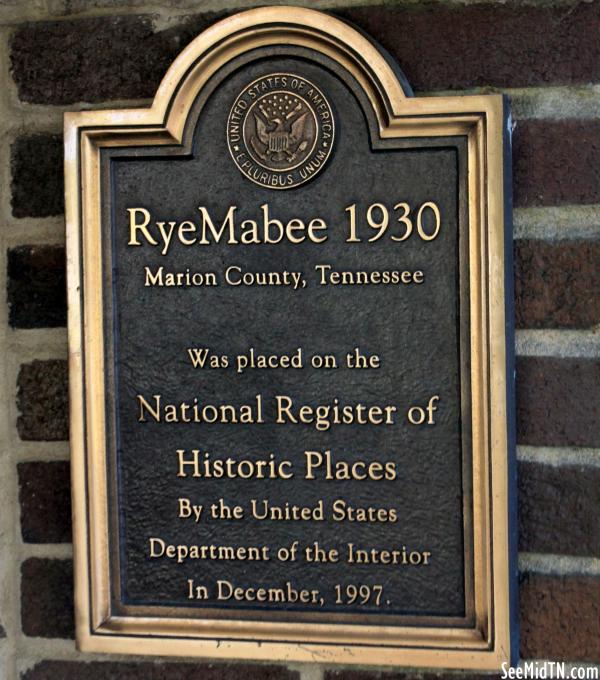 UNITED STATES OF AMERICA
E PLURIBUS UNUM
RyeMabee 1930
Marion County, Tennessee
Was placed on the
National Register of
Historic Places
By the United States
Department of the Interior
In December, 1997.
SeeMidTN.com